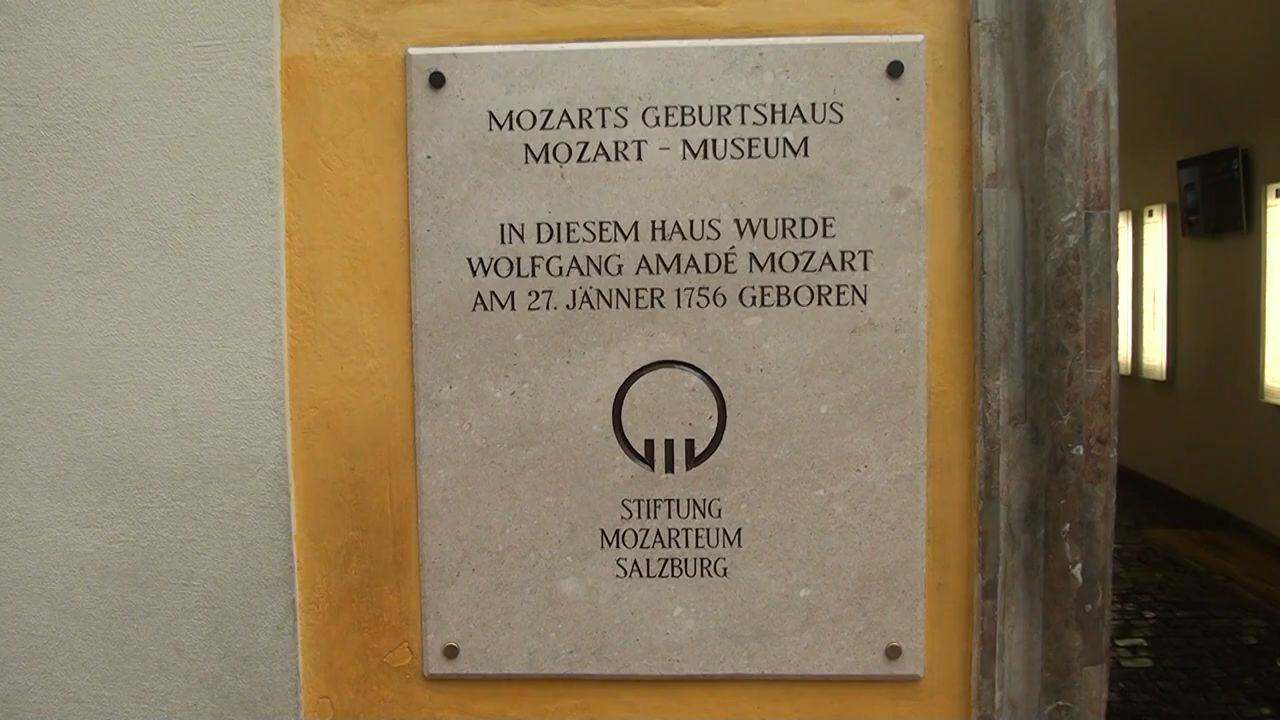 MOZARTS GEBURTSHAUS
MOZART - MUSEUM
IN DIESEM HAUS WURDE
WOLFGANG AMADÉ MOZART
AM 27. JÄNNER 1756 GEBOREN
STIFTUNG
MOZARTEUM
SALZBURG